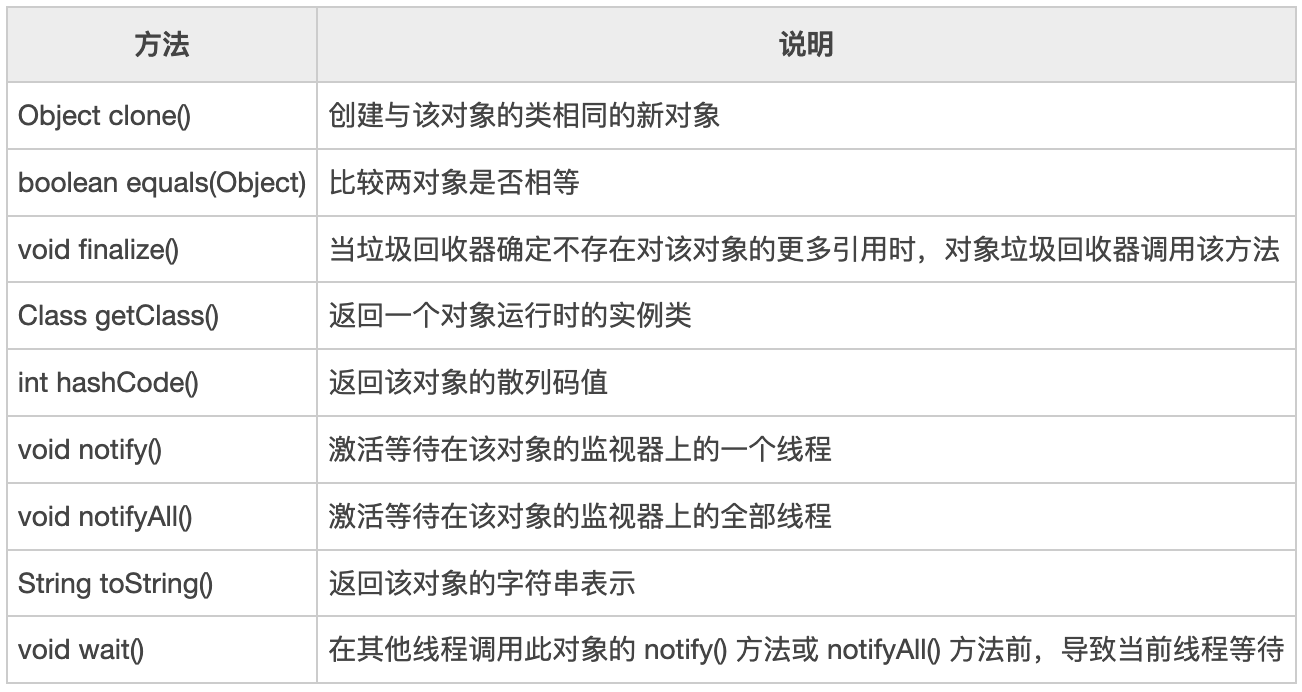 方法 说明
Object clone() 创建与该对象的类相同的新对象
boolean equals(Object) 比较两对象是否相等
void finalize() 当垃圾回收器确定不存在对该对象的更多引用时，对象垃圾回收器调用该方法
Class getClass() 返回一个对象运行时的实例类
int hashCode() 返回该对象的散列码值
void notify() 激活等待在该对象的监视器上的一个线程
void notifyAll() 激活等待在该对象的监视器上的全部线程
String toString() 返回该对象的字符串表示
void wait() 在其他线程调用此对象的 notify() 方法或 notifyAll() 方法前，导致当前线程等待